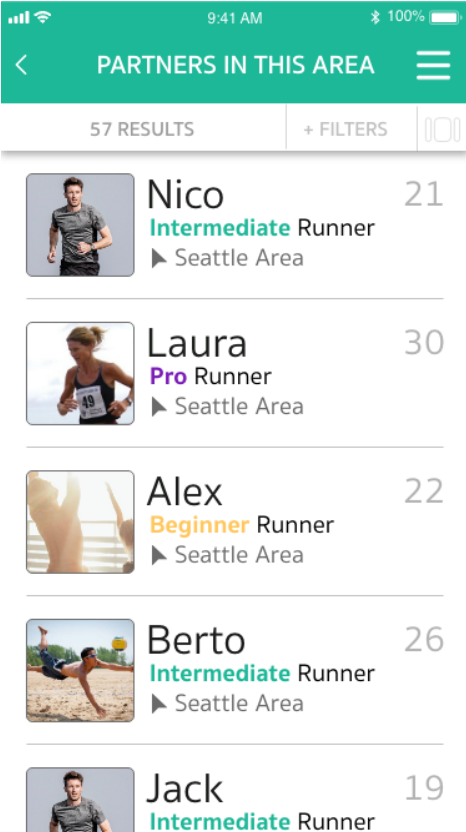 9:41 AM 100%
PARTNERS IN THIS AREA
57 RESULTS + FILTERS
Nico 21
Intermediate Runner
Seattle Area
Laura 30
Pro Runner
Seattle Area
49
Alex 22
Beginner Runner
Seattle Area
Berto 26
Intermediate Runner
Seattle Area
Jack 19
Intermediate Runner